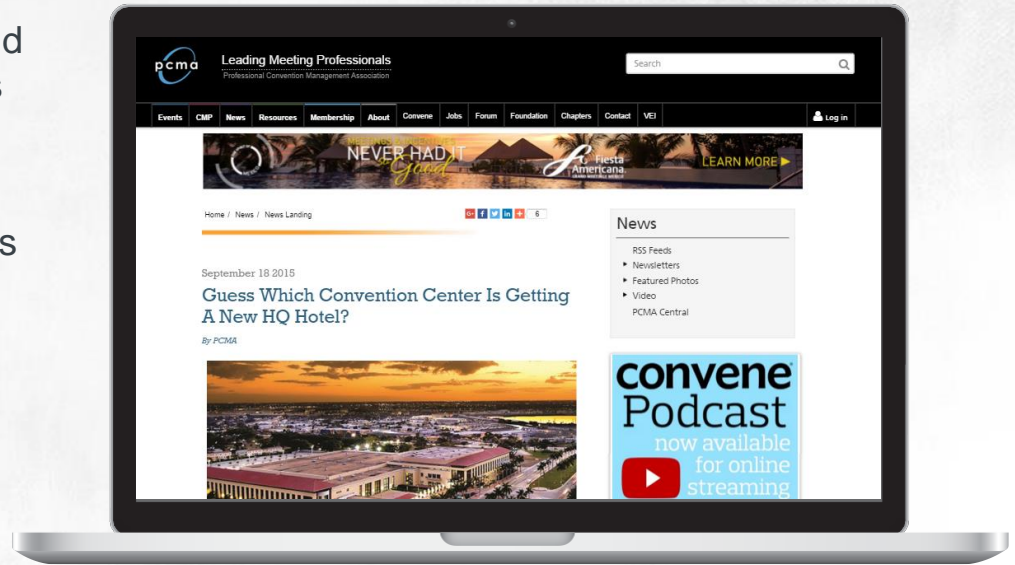 d
s
s
pcma
Leading Meeting Professionals
Professional Convention Management Association
Search
Events CMP News Resources Membership About Convene Jobs Forum Foundation Chapters Contact VEI Log in
NEVER HAD IT
So Good
Fiesta
Americana.
LEARN MORE
Home / News / News Landing
G+ f in + 6
News
RSS Feeds
Newsletters
Featured Photos
Video
PCMA Central
September 18 2015
Guess Which Convention Center Is Getting
A New HQ Hotel?
By PCMA
convene
Podcast
now available
for online
streaming